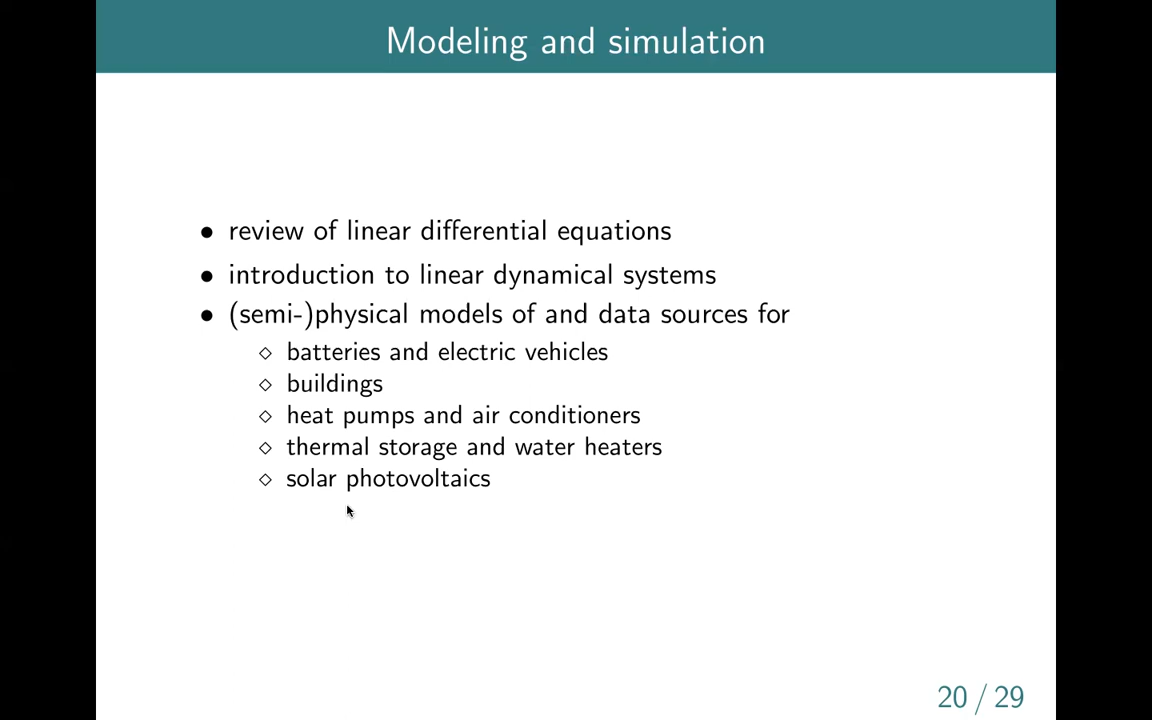 Modeling and simulation
• review of linear differential equations
• introduction to linear dynamical systems
• (semi-)physical models of and data sources for
⋄ batteries and electric vehicles
⋄ buildings
⋄ heat pumps and air conditioners
⋄ thermal storage and water heaters
⋄ solar photovoltaics
20 / 29